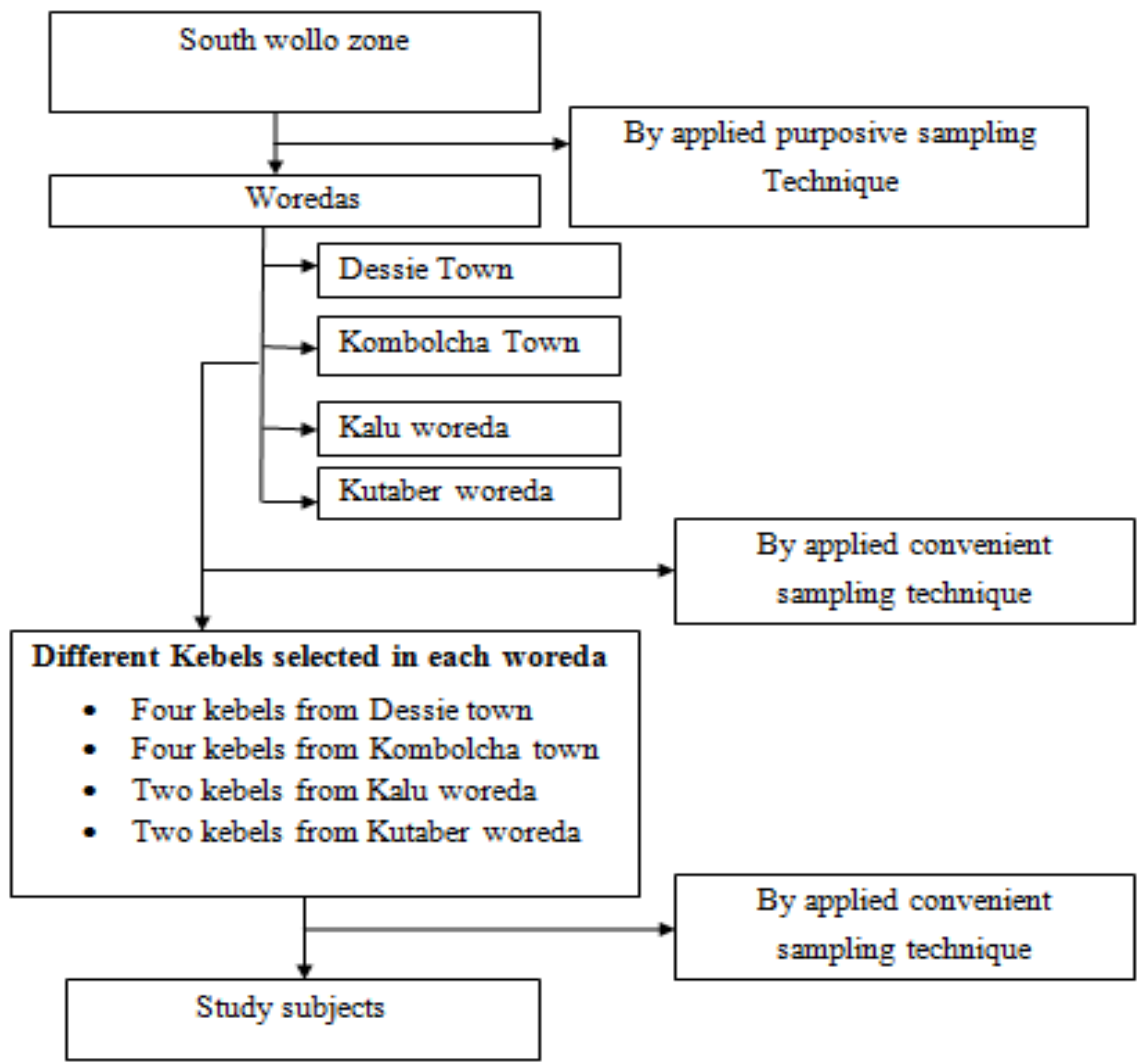 South wollo zone
By applied purposive sampling
Technique
Woredas
Dessie Town
Kombolcha Town
Kalu woreda
Kutaber woreda
By applied convenient
sampling technique
Different Kebels selected in each woreda
• Four kebels from Dessie town
• Four kebels from Kombolcha town
• Two kebels from Kalu woreda
• Two kebels from Kutaber woreda
By applied convenient
sampling technique
Study subjects